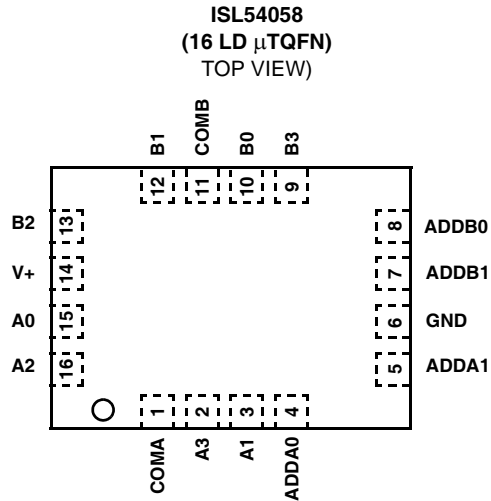 ISL54058
(16 LD μTQFN)
TOP VIEW)
B1 COMB B0 B3
12 11 10 9
B2 13 8 ADDB0
V+ 14 7 ADDB1
A0 15 6 GND
A2 16 5 ADDA1
1 2 3 4
COMA A3 A1 ADDA0